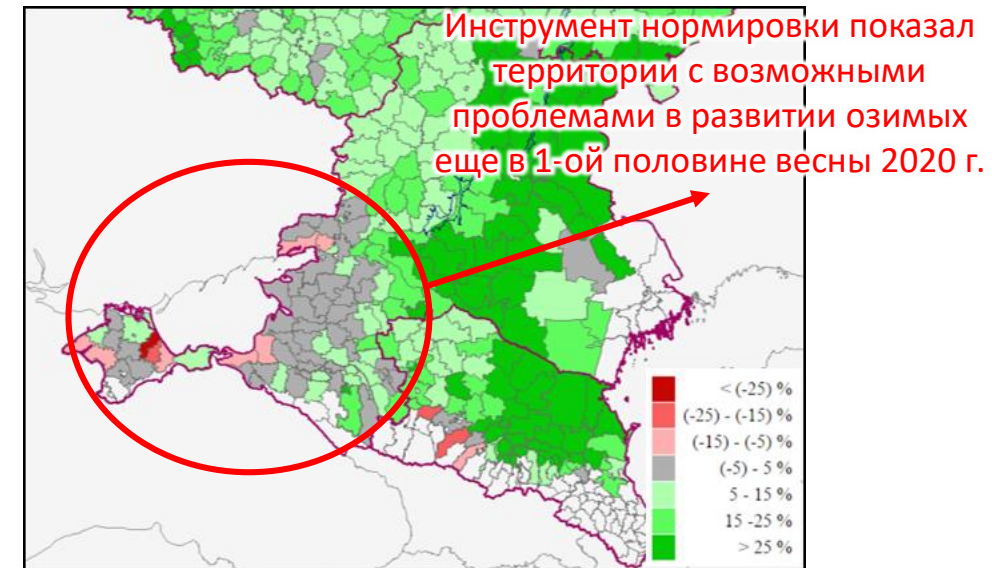 Инструмент нормировки показал
территории с возможными
проблемами в развитии озимых
еще в 1-ой половине весны 2020 г.
< (-25) %
(-25) - (-15) %
(-15) - (-5) %
(-5) - 5 %
5 - 15 %
15 -25 %
> 25 %